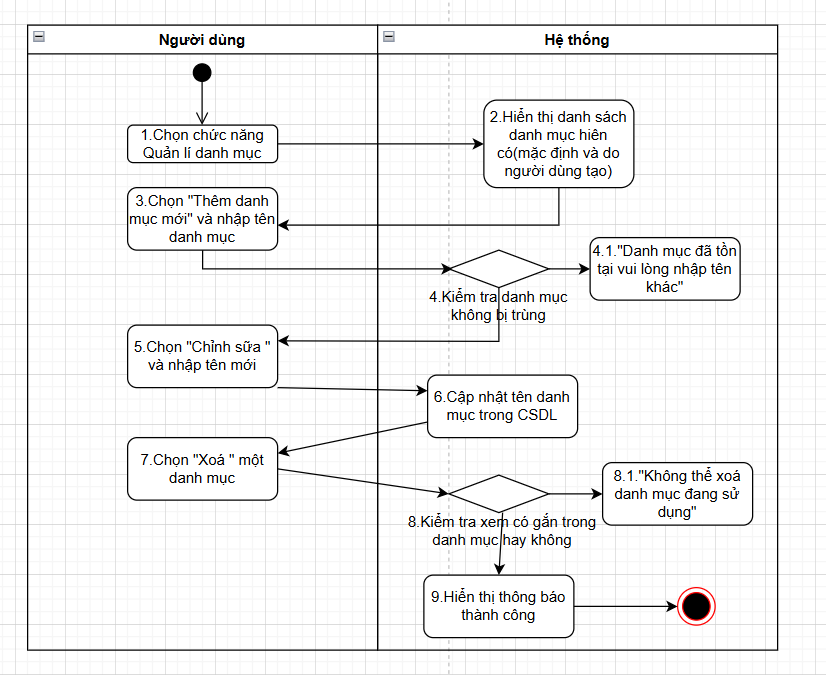 Người dùng
Hệ thống
1.Chọn chức năng
Quản lí danh mục
2.Hiển thị danh sách
danh mục hiên
có(mặc định và do
người dùng tạo)
3.Chọn "Thêm danh
mục mới" và nhập tên
danh mục
4.Kiểm tra danh mục
không bị trùng
4.1."Danh mục đã tồn
tại vui lòng nhập tên
khác"
5.Chọn "Chỉnh sữa "
và nhập tên mới
6.Cập nhật tên danh
mục trong CSDL
7.Chọn "Xoá " một
danh mục
8.Kiểm tra xem có gắn trong
danh mục hay không
8.1."Không thể xoá
danh mục đang sử
dụng"
9.Hiển thị thông báo
thành công